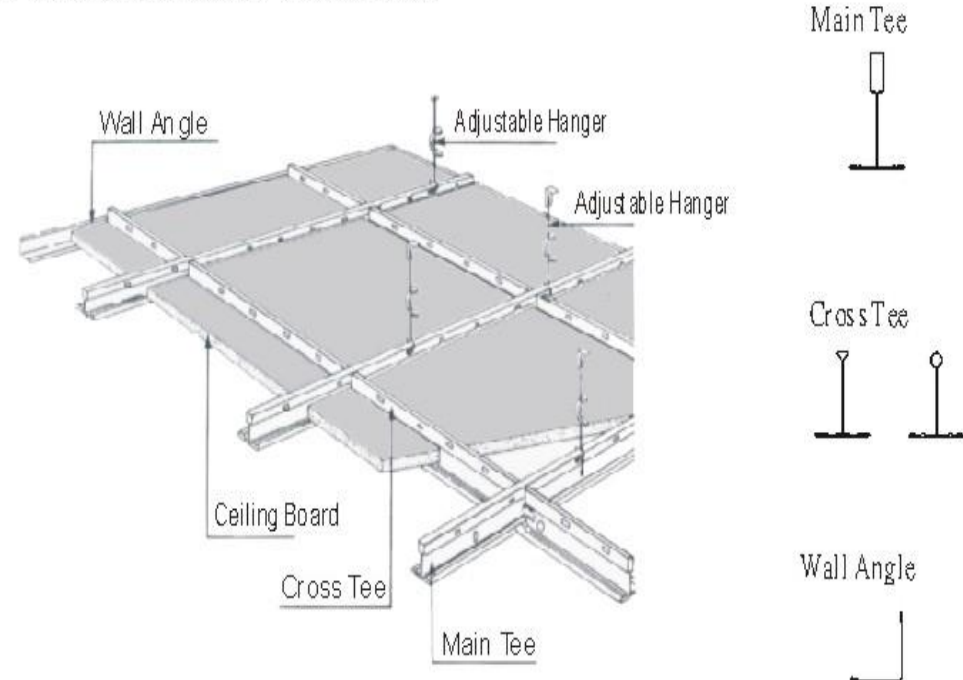 Main Tee
Wall Angle
Adjustable Hanger
Adjustable Hanger
Cross Tee
Ceiling Board
Cross Tee
Wall Angle
Main Tee